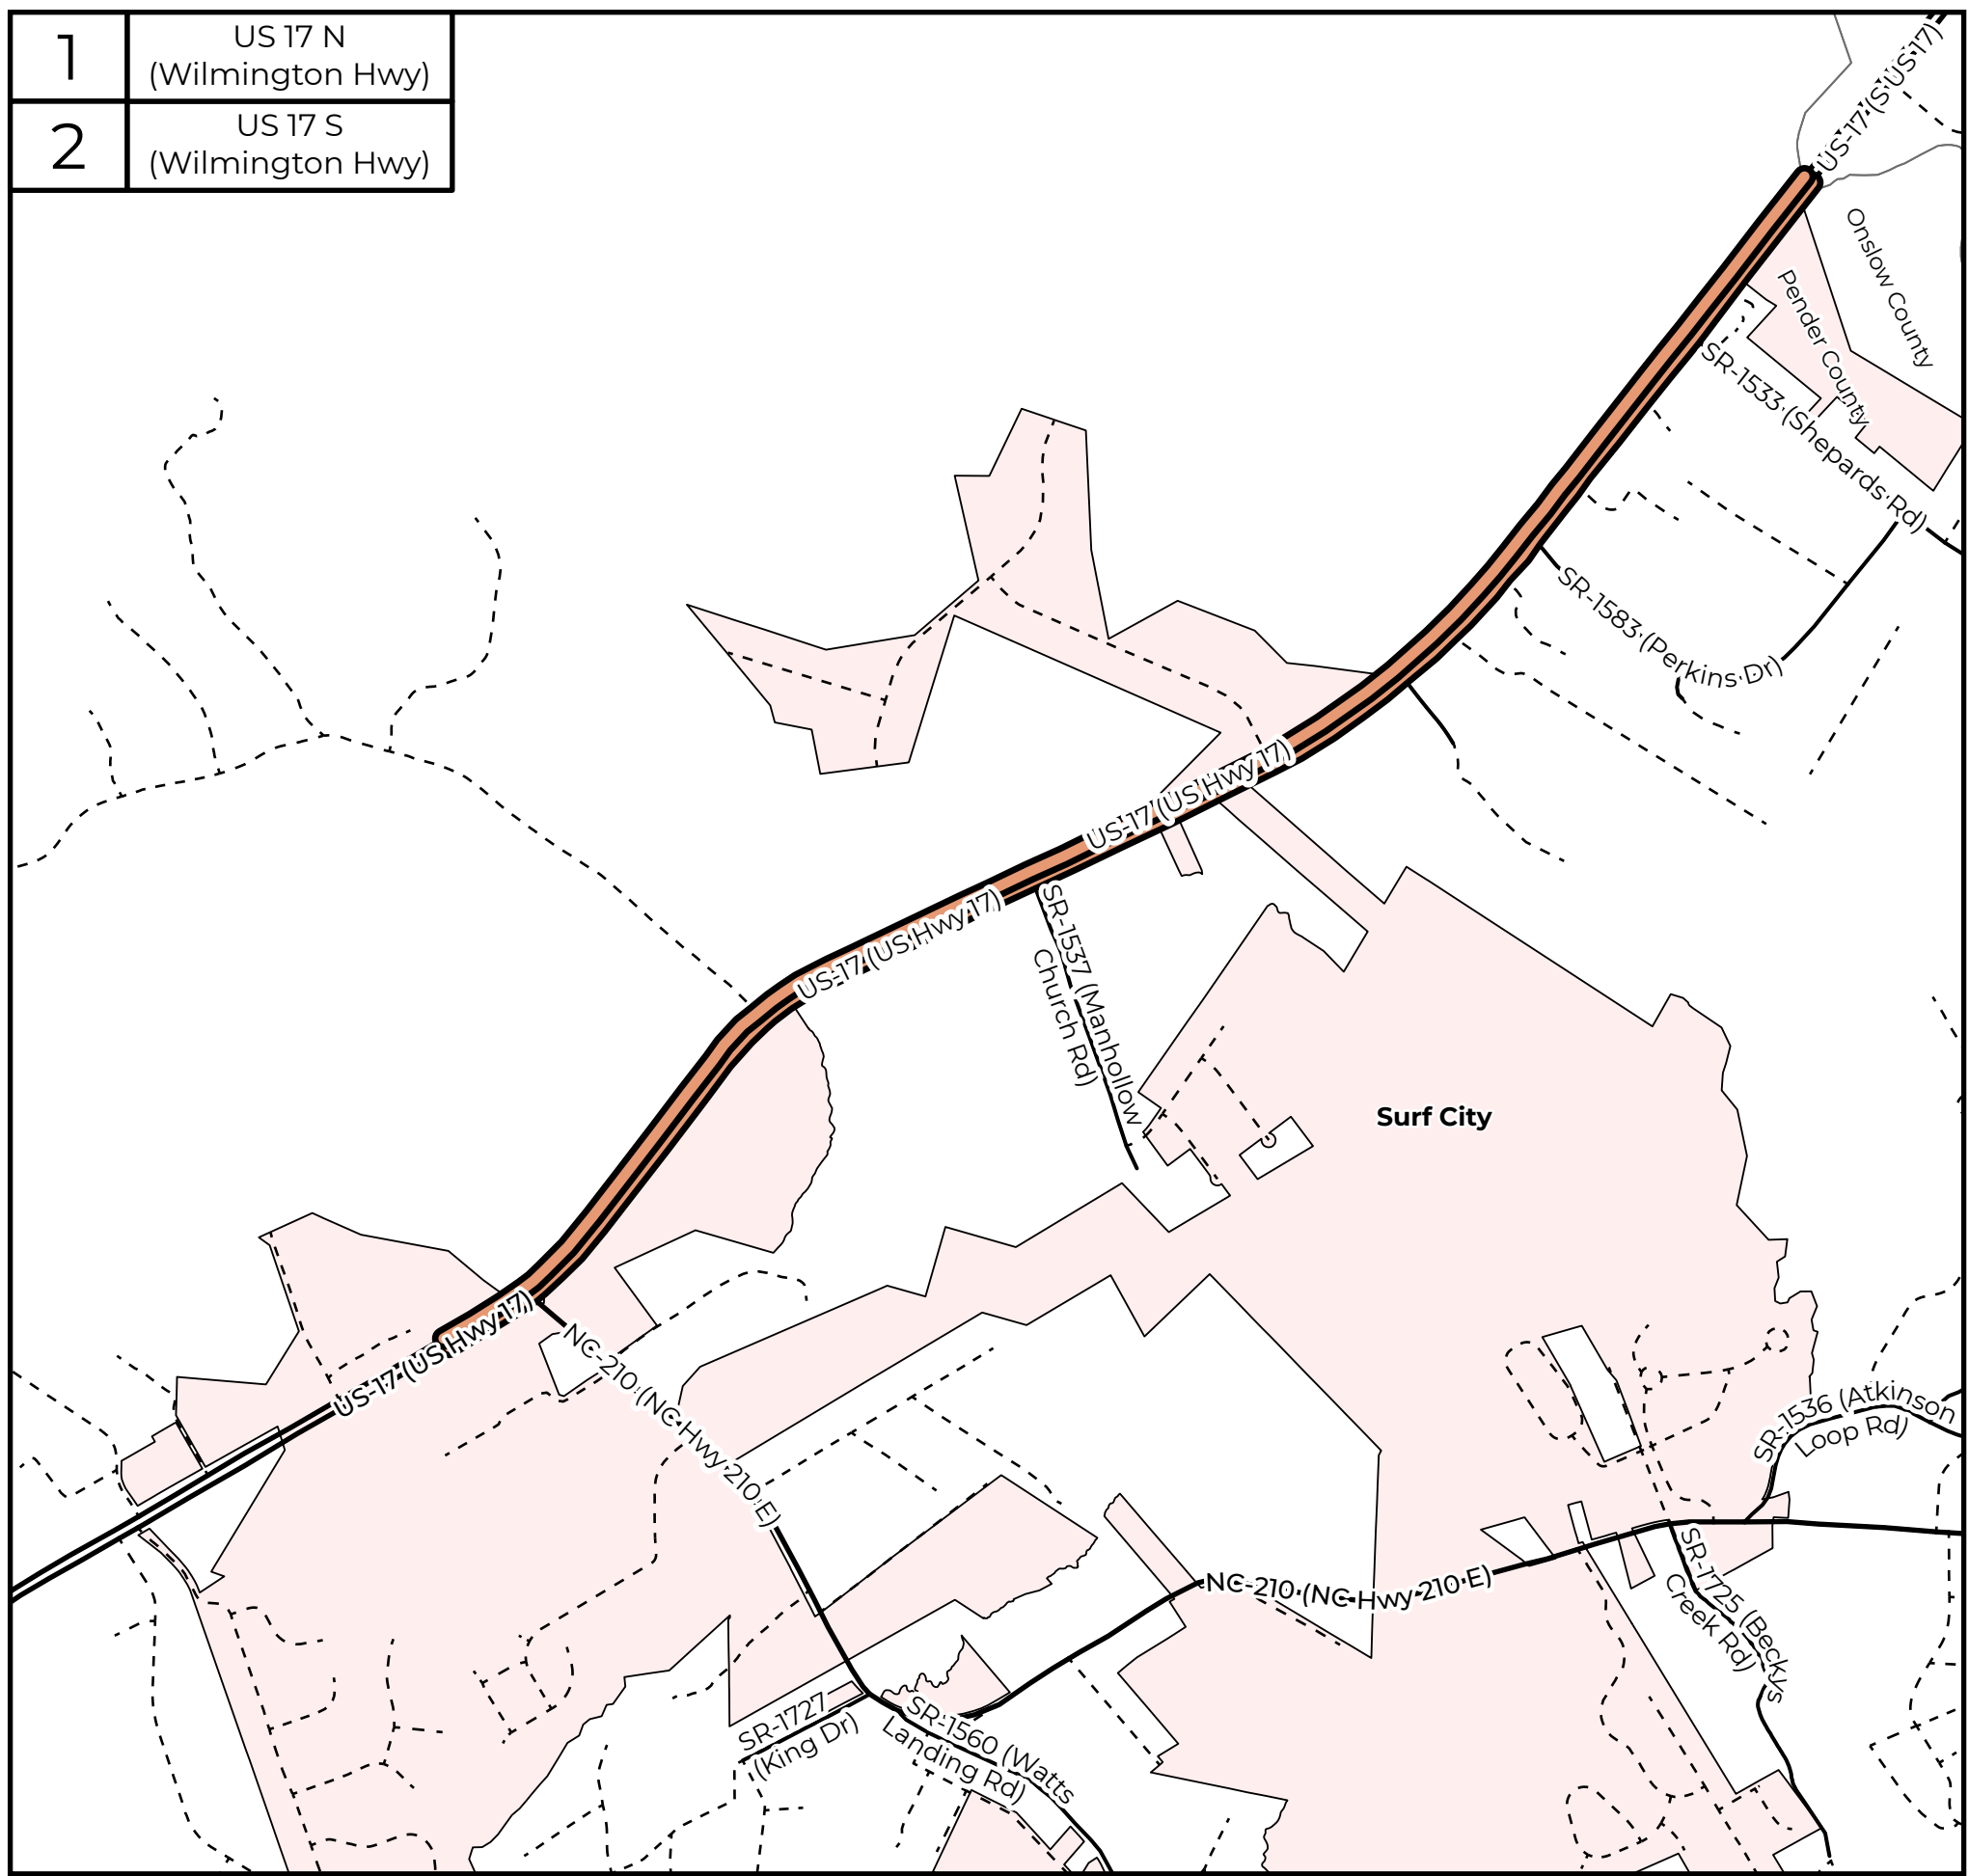 1
US 17 N
(Wilmington Hwy)
2
US 17 S
(Wilmington Hwy)
US-17 (S US 17)
Onslow County
Pender County
SR-1533 (Shepards Rd)
SR-1583 (Perkins Dr)
US-17 (US Hwy 17)
US-17 (US Hwy 17)
SR-1537 (Manhollow
Church Rd)
Surf City
US-17 (US Hwy 17)
NC-210 (NC Hwy 210 E)
SR-1536 (Atkinson
Loop Rd)
NC-210 (NC Hwy 210 E)
SR-1725 (Beckys
Creek Rd)
SR-1727
(King Dr)
SR-1560 (Watts
Landing Rd)